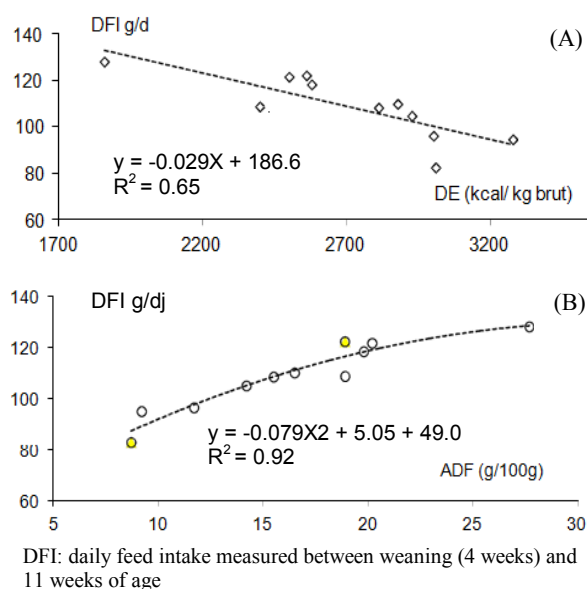 DFI g/d
(A)
140
120
100
80
60
y = -0.029X + 186.6
R2 = 0.65
DE (kcal/ kg brut)
1700 2200 2700 3200
DFI g/dj
(B)
140
120
100
80
60
y = -0.079X2 + 5.05 + 49.0
R2 = 0.92
ADF (g/100g)
5 10 15 20 25 30
DFI: daily feed intake measured between weaning (4 weeks) and
11 weeks of age